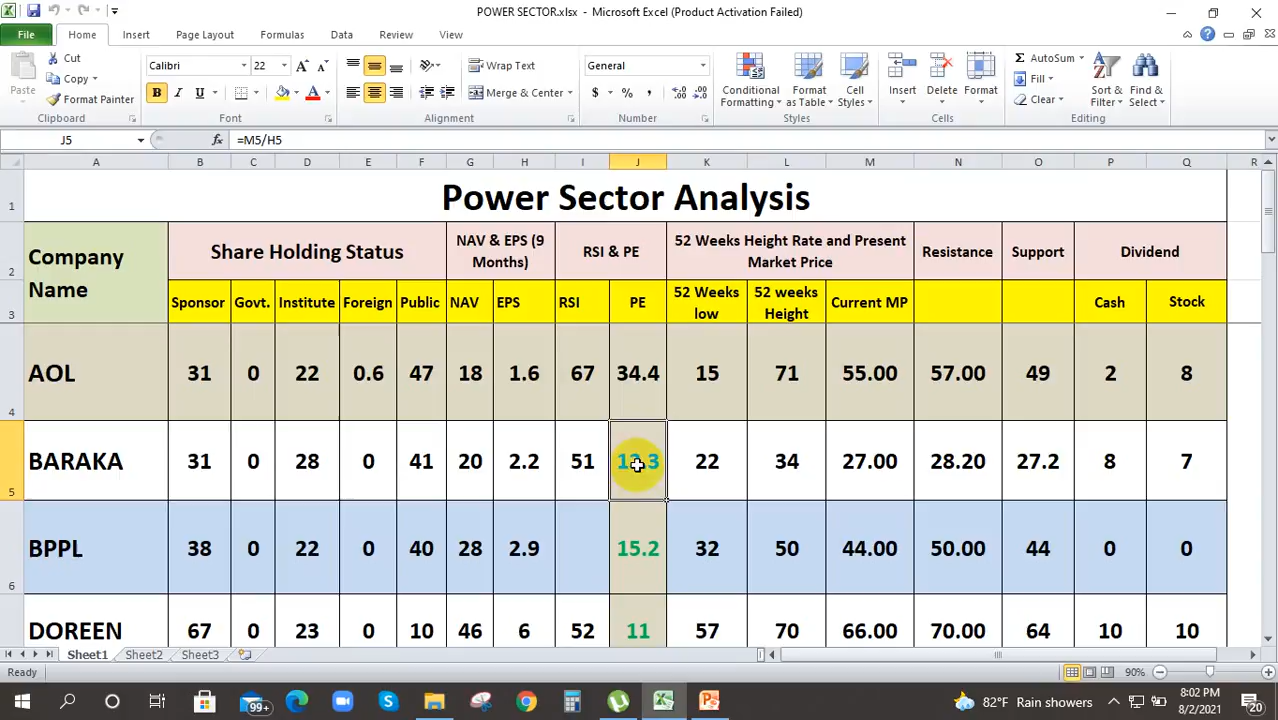 POWER SECTOR.xlsx - Microsoft Excel (Product Activation Failed)
File Home Insert Page Layout Formulas Data Review View
Paste Cut Copy Format Painter Clipboard
Calibri 22 B I U Font
Wrap Text Merge & Center Alignment
General $ % , Number
Conditional Formatting Format as Table Cell Styles Styles
Insert Delete Format Cells
AutoSum Fill Clear Sort & Filter Find & Select Editing
J5 fx =M5/H5
A B C D E F G H I J K L M N O P Q R
1 Power Sector Analysis
2 Company Name Share Holding Status NAV & EPS (9 Months) RSI & PE 52 Weeks Height Rate and Present Market Price Resistance Support Dividend
3 Sponsor Govt. Institute Foreign Public NAV EPS RSI PE 52 Weeks low 52 weeks Height Current MP Cash Stock
4 AOL 31 0 22 0.6 47 18 1.6 67 34.4 15 71 55.00 57.00 49 2 8
5 BARAKA 31 0 28 0 41 20 2.2 51 22 34 27.00 28.20 27.2 8 7
6 BPPL 38 0 22 0 40 28 2.9 15.2 32 50 44.00 50.00 44 0 0
DOREEN 67 0 23 0 10 46 6 52 11 57 70 66.00 70.00 64 10 10
Sheet1 Sheet2 Sheet3
Ready 90%
99+ 82°F Rain showers 8:02 PM
8/2/2021 20